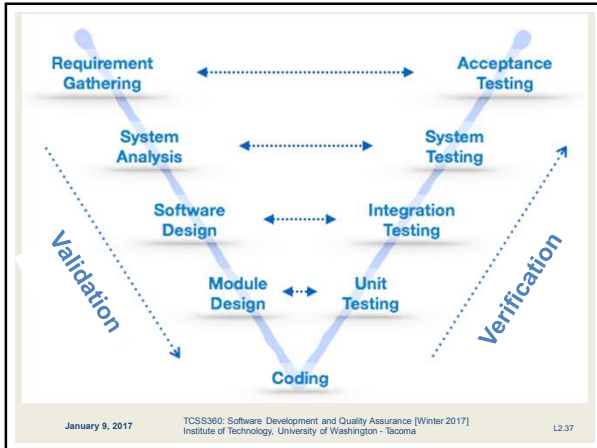 Requirement
Gathering
Acceptance
Testing
System
Analysis
System
Testing
Software
Design
Integration
Testing
Module
Design
Unit
Testing
Validation
Verification
Coding
January 9, 2017
TCSS360: Software Development and Quality Assurance [Winter 2017]
Institute of Technology, University of Washington - Tacoma
L2.37